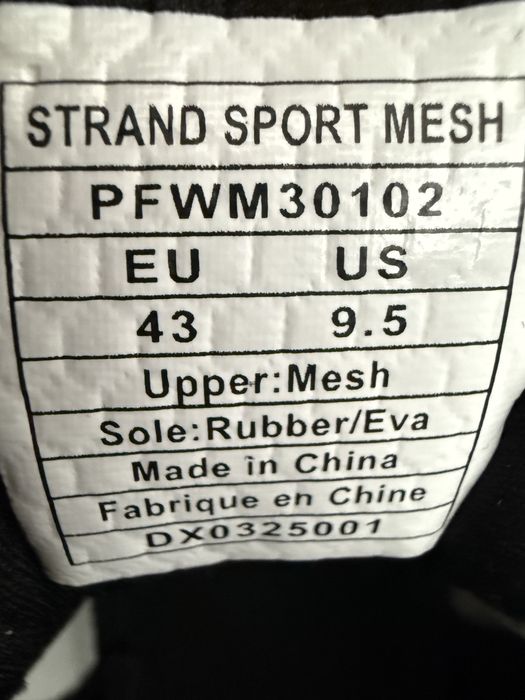 STRAND SPORT MESH
PFWM30102
EU US
43 9.5
Upper:Mesh
Sole:Rubber/Eva
Made in China
Fabrique en Chine
DX0325001